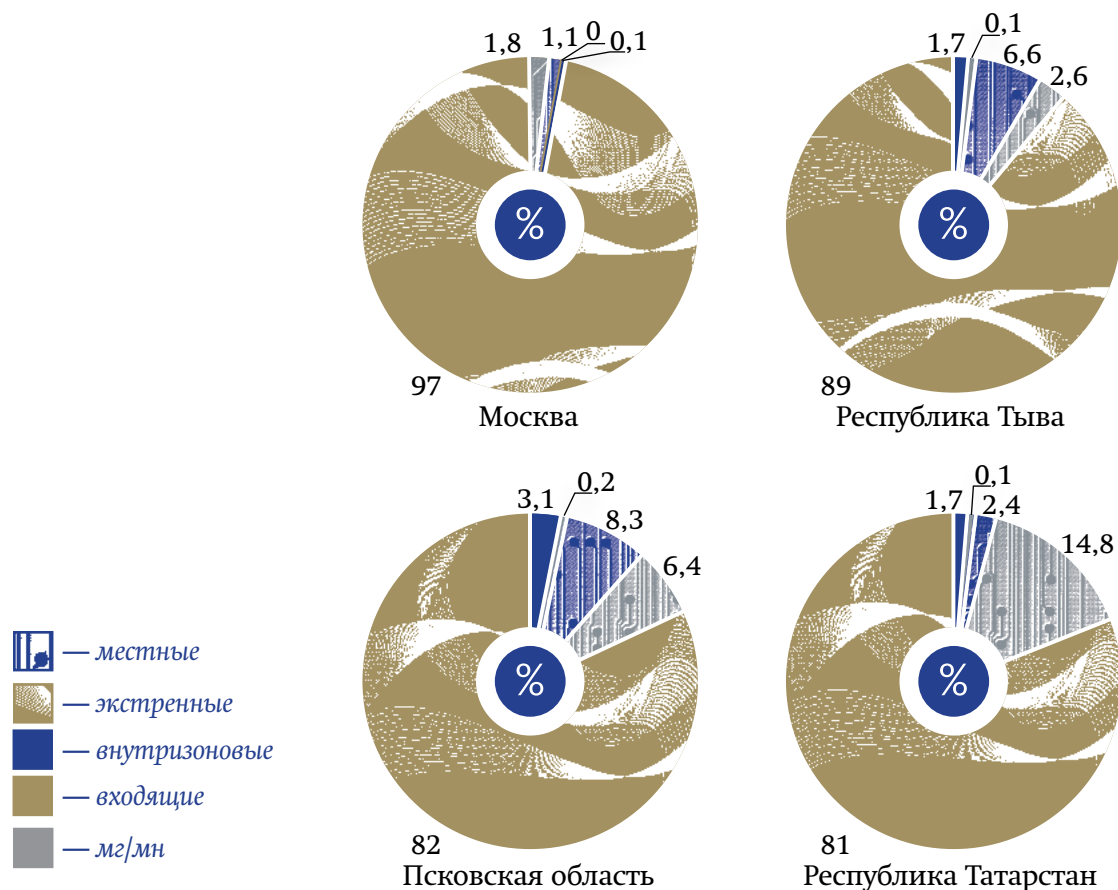 1,8
1,1
0
0,1
%
97
Москва
1,7
0,1
6,6
2,6
%
89
Республика Тыва
3,1
0,2
8,3
6,4
%
82
Псковская область
1,7
0,1
2,4
14,8
%
81
Республика Татарстан
— местные
— экстренные
— внутризоновые
— входящие
— мг/мн